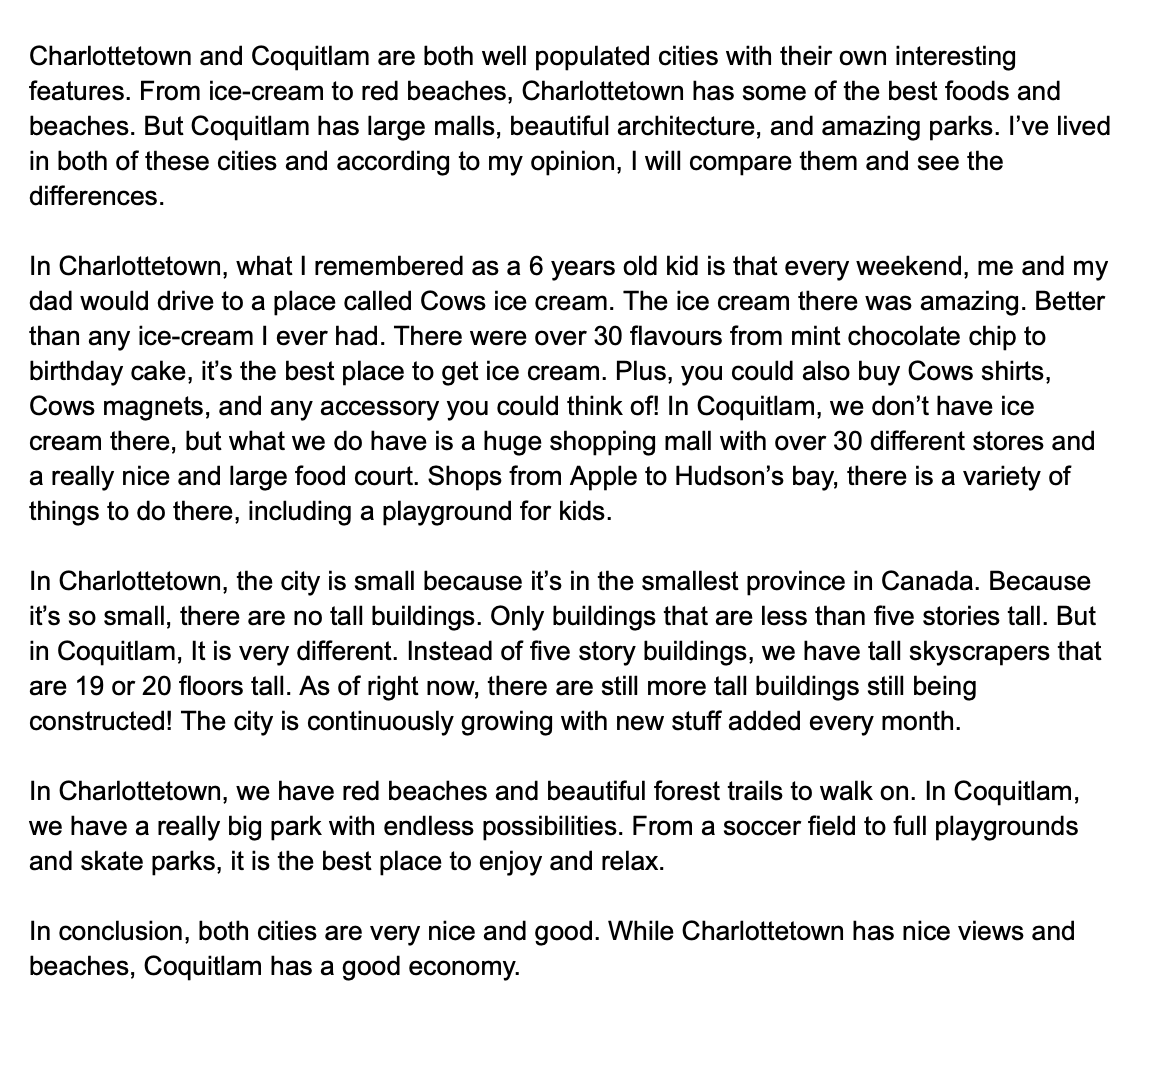 Charlottetown and Coquitlam are both well populated cities with their own interesting
features. From ice-cream to red beaches, Charlottetown has some of the best foods and
beaches. But Coquitlam has large malls, beautiful architecture, and amazing parks. I’ve lived
in both of these cities and according to my opinion, I will compare them and see the
differences.

In Charlottetown, what I remembered as a 6 years old kid is that every weekend, me and my
dad would drive to a place called Cows ice cream. The ice cream there was amazing. Better
than any ice-cream I ever had. There were over 30 flavours from mint chocolate chip to
birthday cake, it’s the best place to get ice cream. Plus, you could also buy Cows shirts,
Cows magnets, and any accessory you could think of! In Coquitlam, we don’t have ice
cream there, but what we do have is a huge shopping mall with over 30 different stores and
a really nice and large food court. Shops from Apple to Hudson’s bay, there is a variety of
things to do there, including a playground for kids.

In Charlottetown, the city is small because it’s in the smallest province in Canada. Because
it’s so small, there are no tall buildings. Only buildings that are less than five stories tall. But
in Coquitlam, It is very different. Instead of five story buildings, we have tall skyscrapers that
are 19 or 20 floors tall. As of right now, there are still more tall buildings still being
constructed! The city is continuously growing with new stuff added every month.

In Charlottetown, we have red beaches and beautiful forest trails to walk on. In Coquitlam,
we have a really big park with endless possibilities. From a soccer field to full playgrounds
and skate parks, it is the best place to enjoy and relax.

In conclusion, both cities are very nice and good. While Charlottetown has nice views and
beaches, Coquitlam has a good economy.